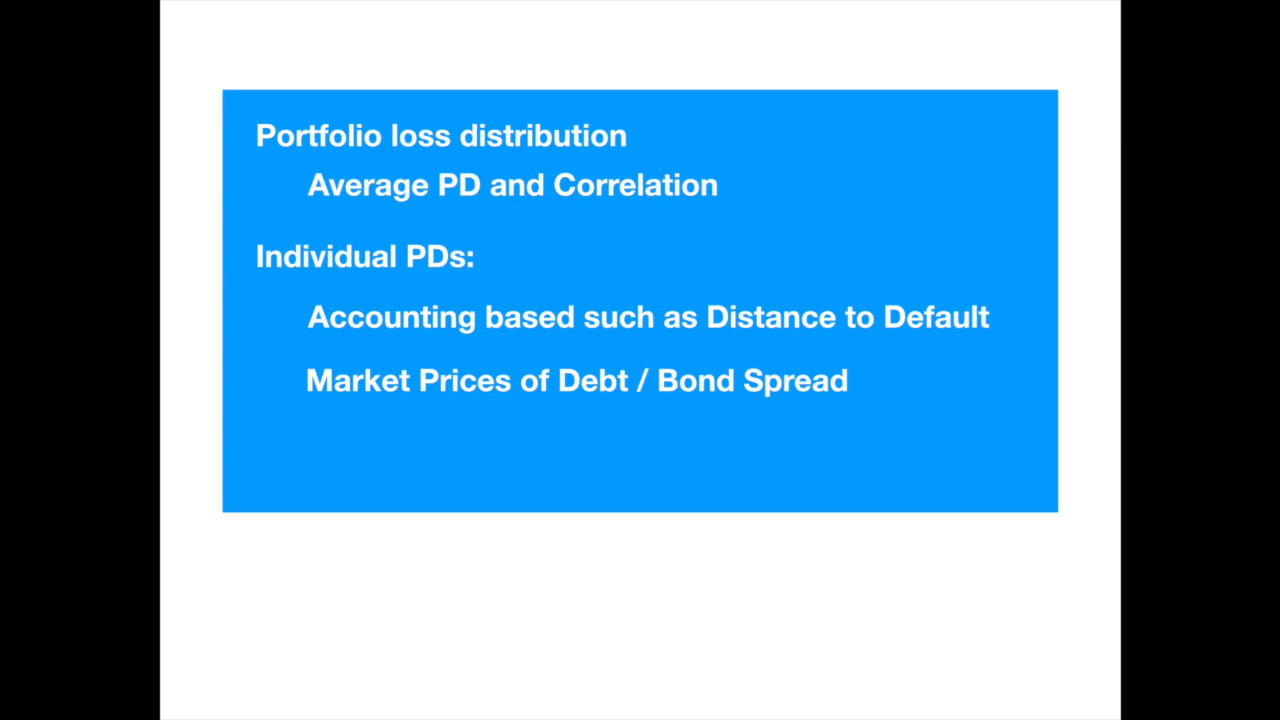 Portfolio loss distribution
Average PD and Correlation
Individual PDs:
Accounting based such as Distance to Default
Market Prices of Debt / Bond Spread